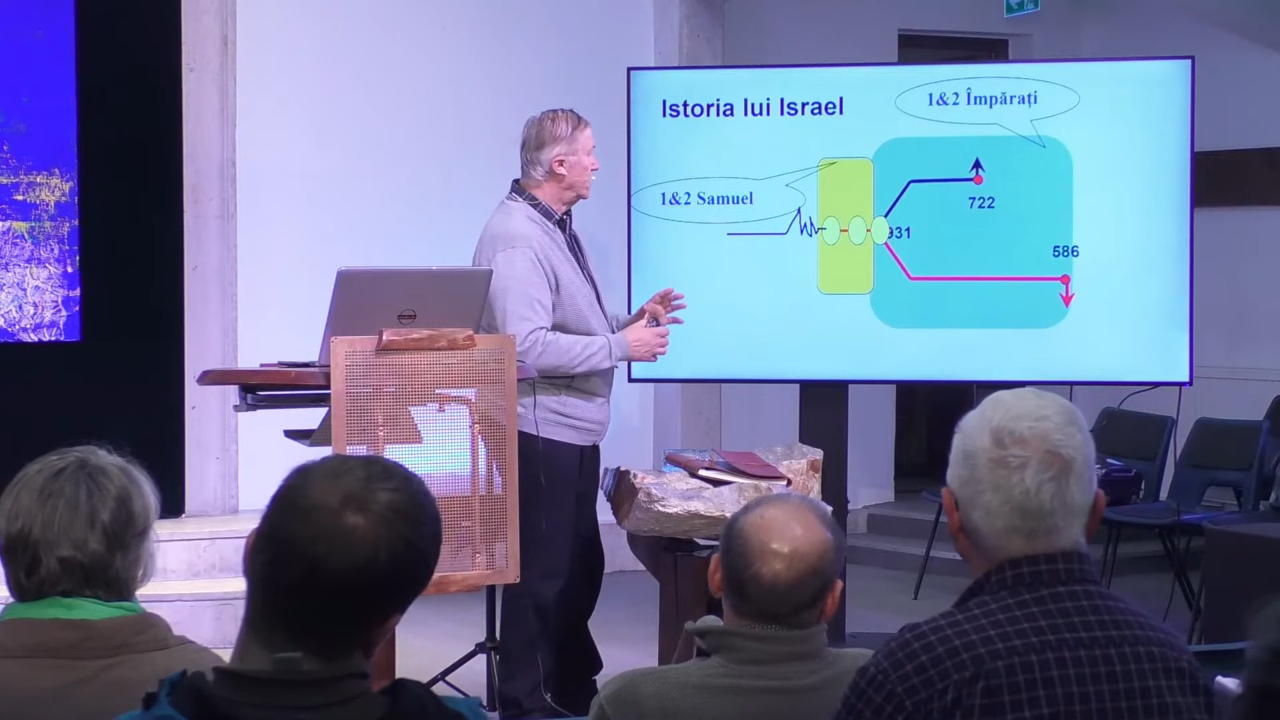 Istoria lui Israel
1&2 Împărați
1&2 Samuel
722
931
586